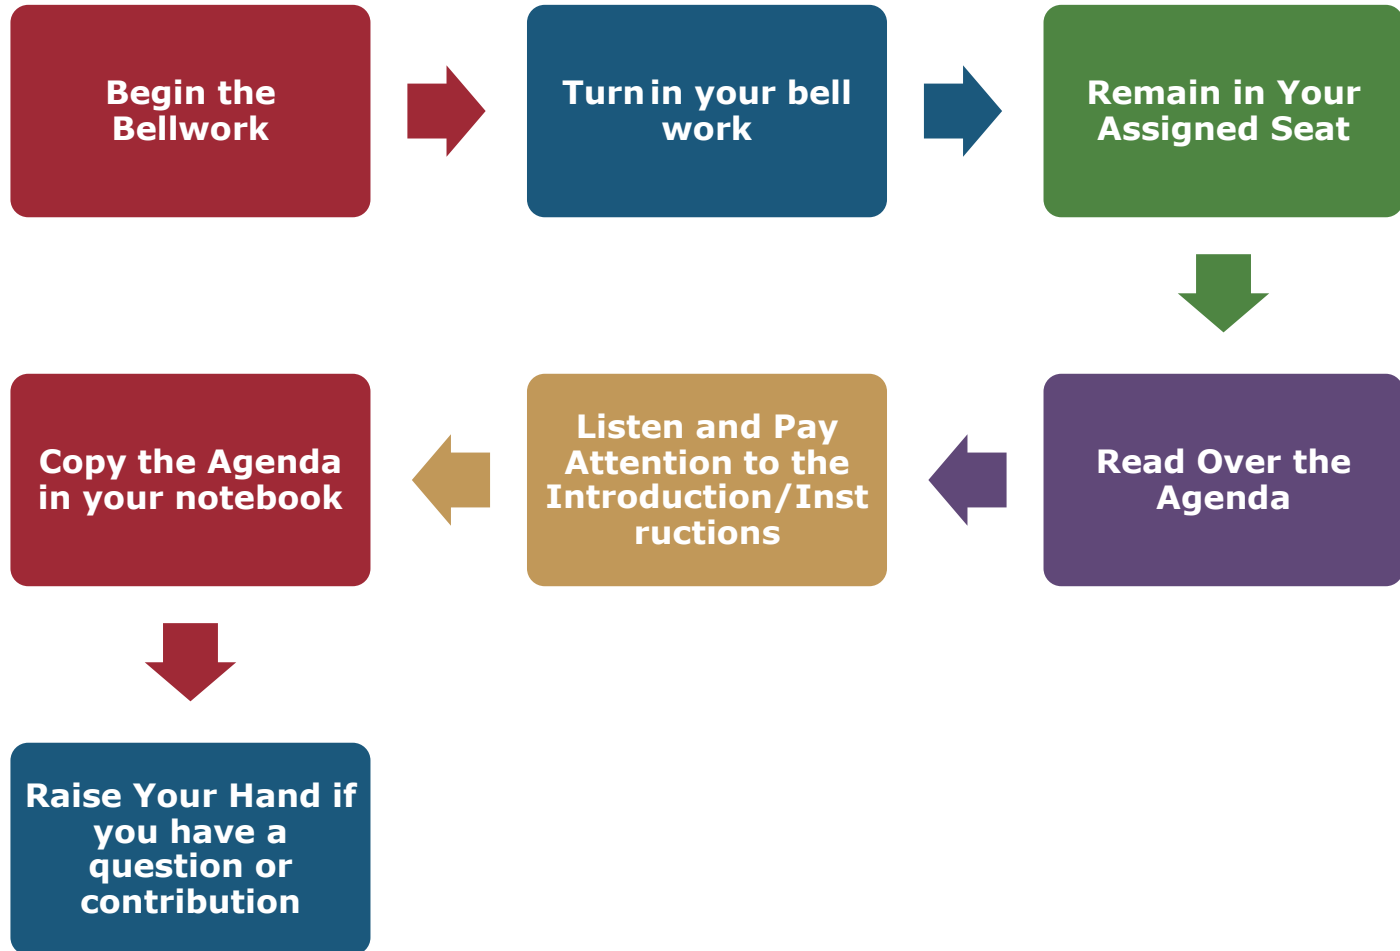 Begin the
Bellwork
Turn in your bell
work
Remain in Your
Assigned Seat
Read Over the
Agenda
Listen and Pay
Attention to the
Introduction/Inst
ructions
Copy the Agenda
in your notebook
Raise Your Hand if
you have a
question or
contribution